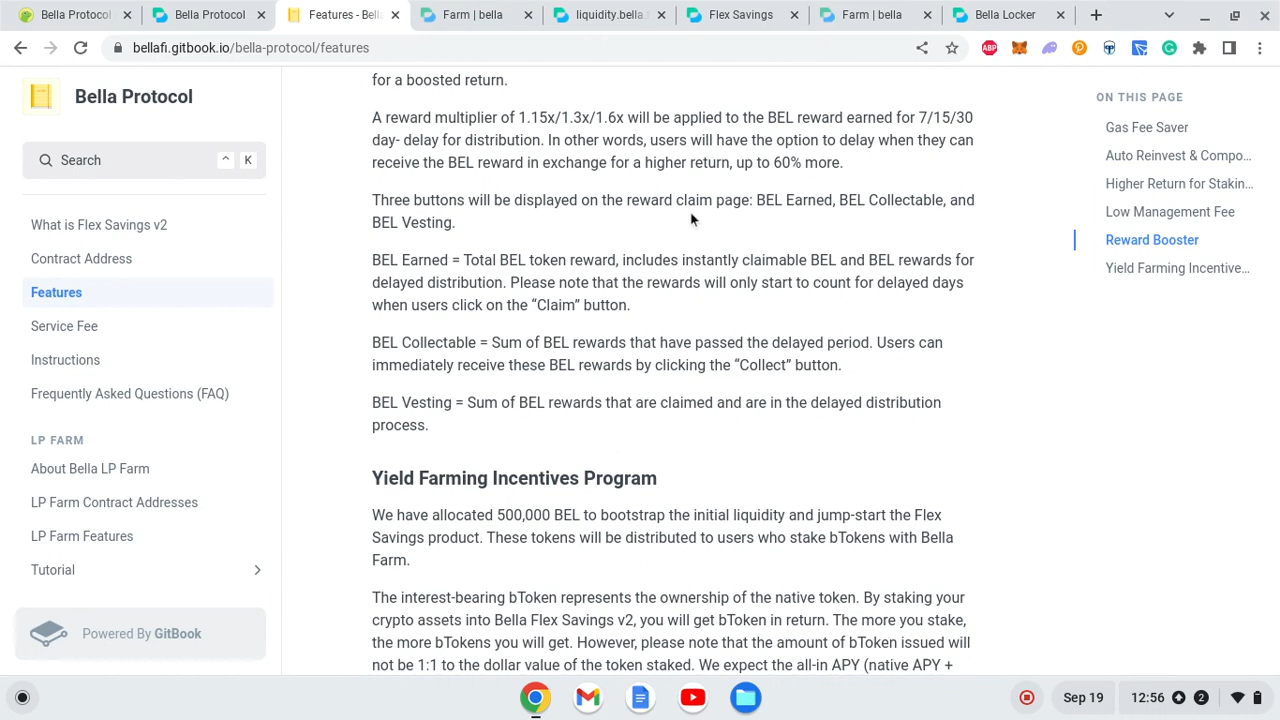 Bella Protocol
Bella Protocol
Features - Bell
Farm | bella
liquidity.bella.f
Flex Savings
Farm | bella
Bella Locker
bellafi.gitbook.io/bella-protocol/features
ABP
Bella Protocol
Search
^ K
What is Flex Savings v2
Contract Address
Features
Service Fee
Instructions
Frequently Asked Questions (FAQ)
LP FARM
About Bella LP Farm
LP Farm Contract Addresses
LP Farm Features
Tutorial
Powered By GitBook
for a boosted return.
A reward multiplier of 1.15x/1.3x/1.6x will be applied to the BEL reward earned for 7/15/30
day- delay for distribution. In other words, users will have the option to delay when they can
receive the BEL reward in exchange for a higher return, up to 60% more.
Three buttons will be displayed on the reward claim page: BEL Earned, BEL Collectable, and
BEL Vesting.
BEL Earned = Total BEL token reward, includes instantly claimable BEL and BEL rewards for
delayed distribution. Please note that the rewards will only start to count for delayed days
when users click on the “Claim” button.
BEL Collectable = Sum of BEL rewards that have passed the delayed period. Users can
immediately receive these BEL rewards by clicking the “Collect” button.
BEL Vesting = Sum of BEL rewards that are claimed and are in the delayed distribution
process.
Yield Farming Incentives Program
We have allocated 500,000 BEL to bootstrap the initial liquidity and jump-start the Flex
Savings product. These tokens will be distributed to users who stake bTokens with Bella
Farm.
The interest-bearing bToken represents the ownership of the native token. By staking your
crypto assets into Bella Flex Savings v2, you will get bToken in return. The more you stake,
the more bTokens you will get. However, please note that the amount of bToken issued will
not be 1:1 to the dollar value of the token staked. We expect the all-in APY (native APY +
ON THIS PAGE
Gas Fee Saver
Auto Reinvest & Compo...
Higher Return for Stakin...
Low Management Fee
Reward Booster
Yield Farming Incentive...
Sep 19
12:56
2